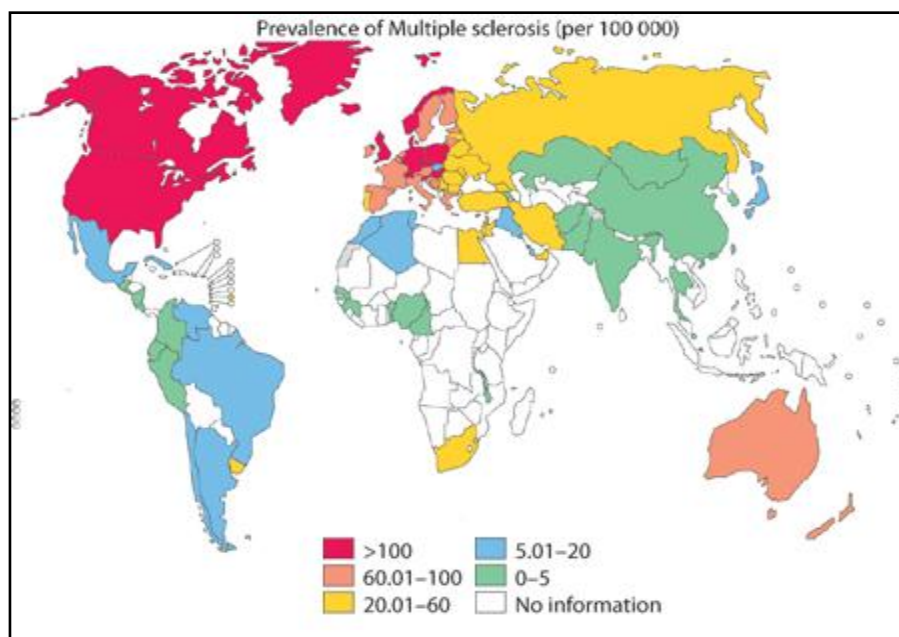 Prevalence of Multiple sclerosis (per 100 000)
>100
60.01–100
20.01–60
5.01–20
0–5
No information